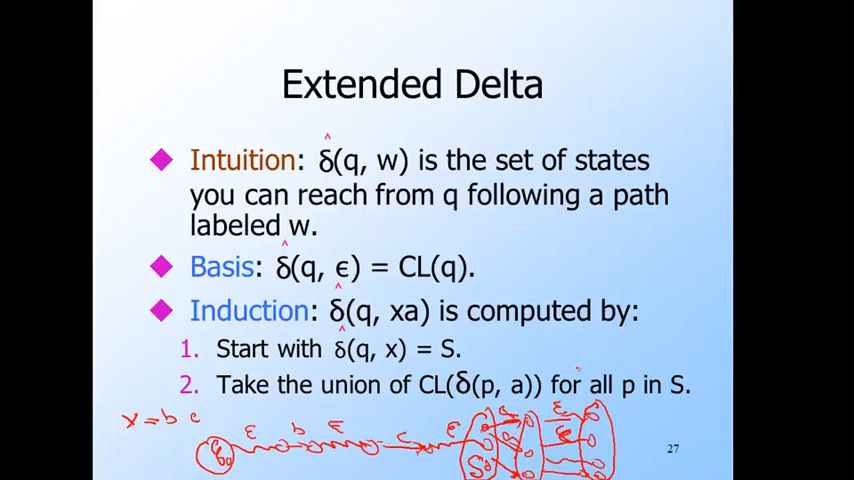 Extended Delta
Intuition: δ̂(q, w) is the set of states
you can reach from q following a path
labeled w.
Basis: δ̂(q, ϵ) = CL(q).
Induction: δ̂(q, xa) is computed by:
1. Start with δ̂(q, x) = S.
2. Take the union of CL(δ(p, a)) for all p in S.
x = b c
ε b ε c ε a ε
q₀ S
27